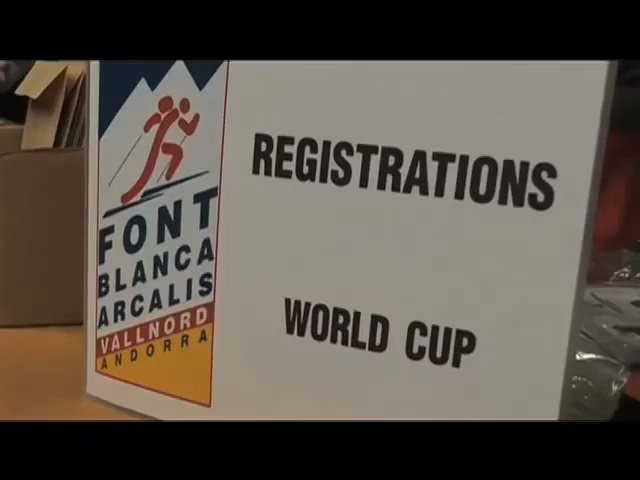 FONT
BLANCA
ARCALIS
VALLNORD
ANDORRA
REGISTRATIONS
WORLD CUP